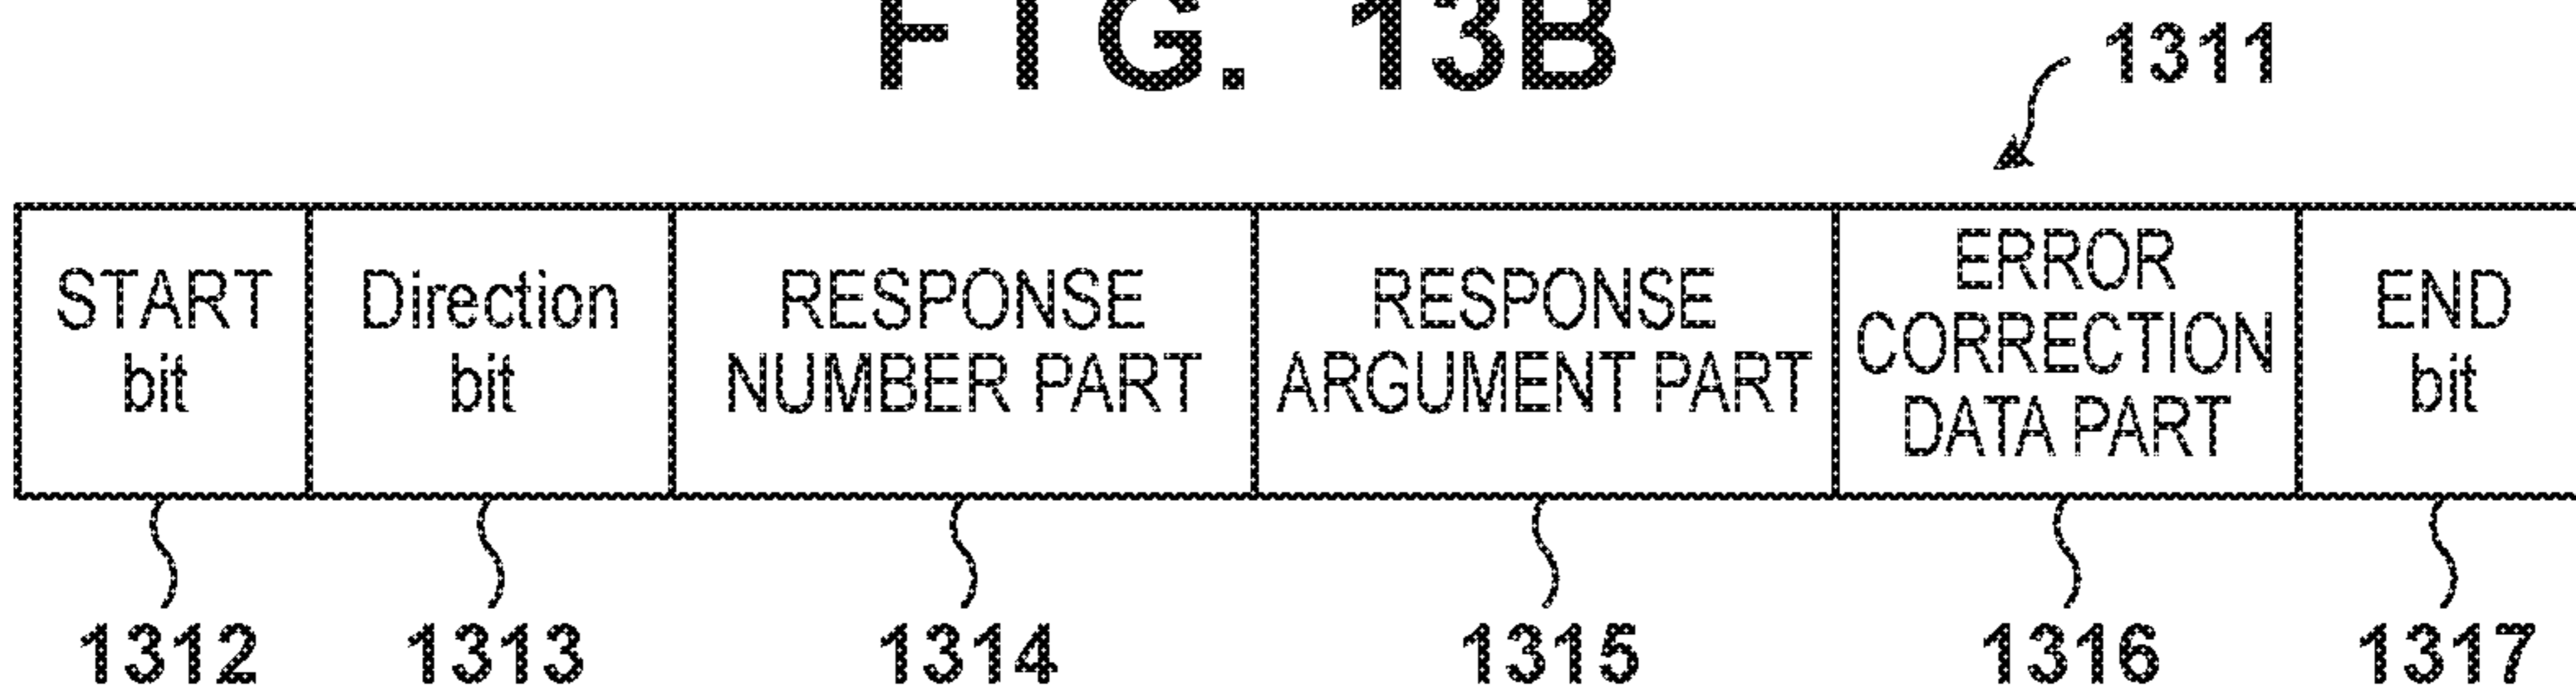 FIG. 13B
1311
START
bit
Direction
bit
RESPONSE
NUMBER PART
RESPONSE
ARGUMENT PART
ERROR
CORRECTION
DATA PART
END
bit
1312
1313
1314
1315
1316
1317